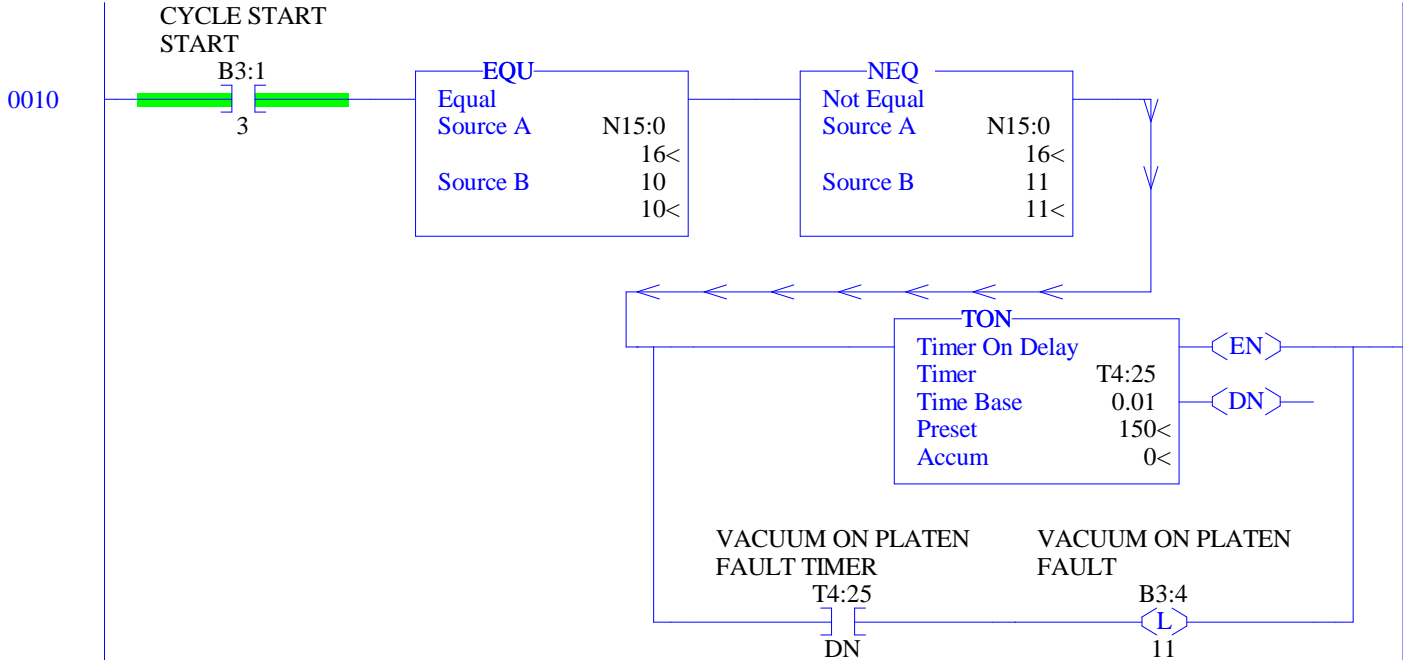 CYCLE START
START
B3:1
0010
3
EQU
Equal
Source A N15:0
16<
Source B 10
10<
NEQ
Not Equal
Source A N15:0
16<
Source B 11
11<
TON
Timer On Delay
Timer T4:25
Time Base 0.01
Preset 150<
Accum 0<
EN
DN
VACUUM ON PLATEN
FAULT TIMER
T4:25
DN
VACUUM ON PLATEN
FAULT
B3:4
L
11